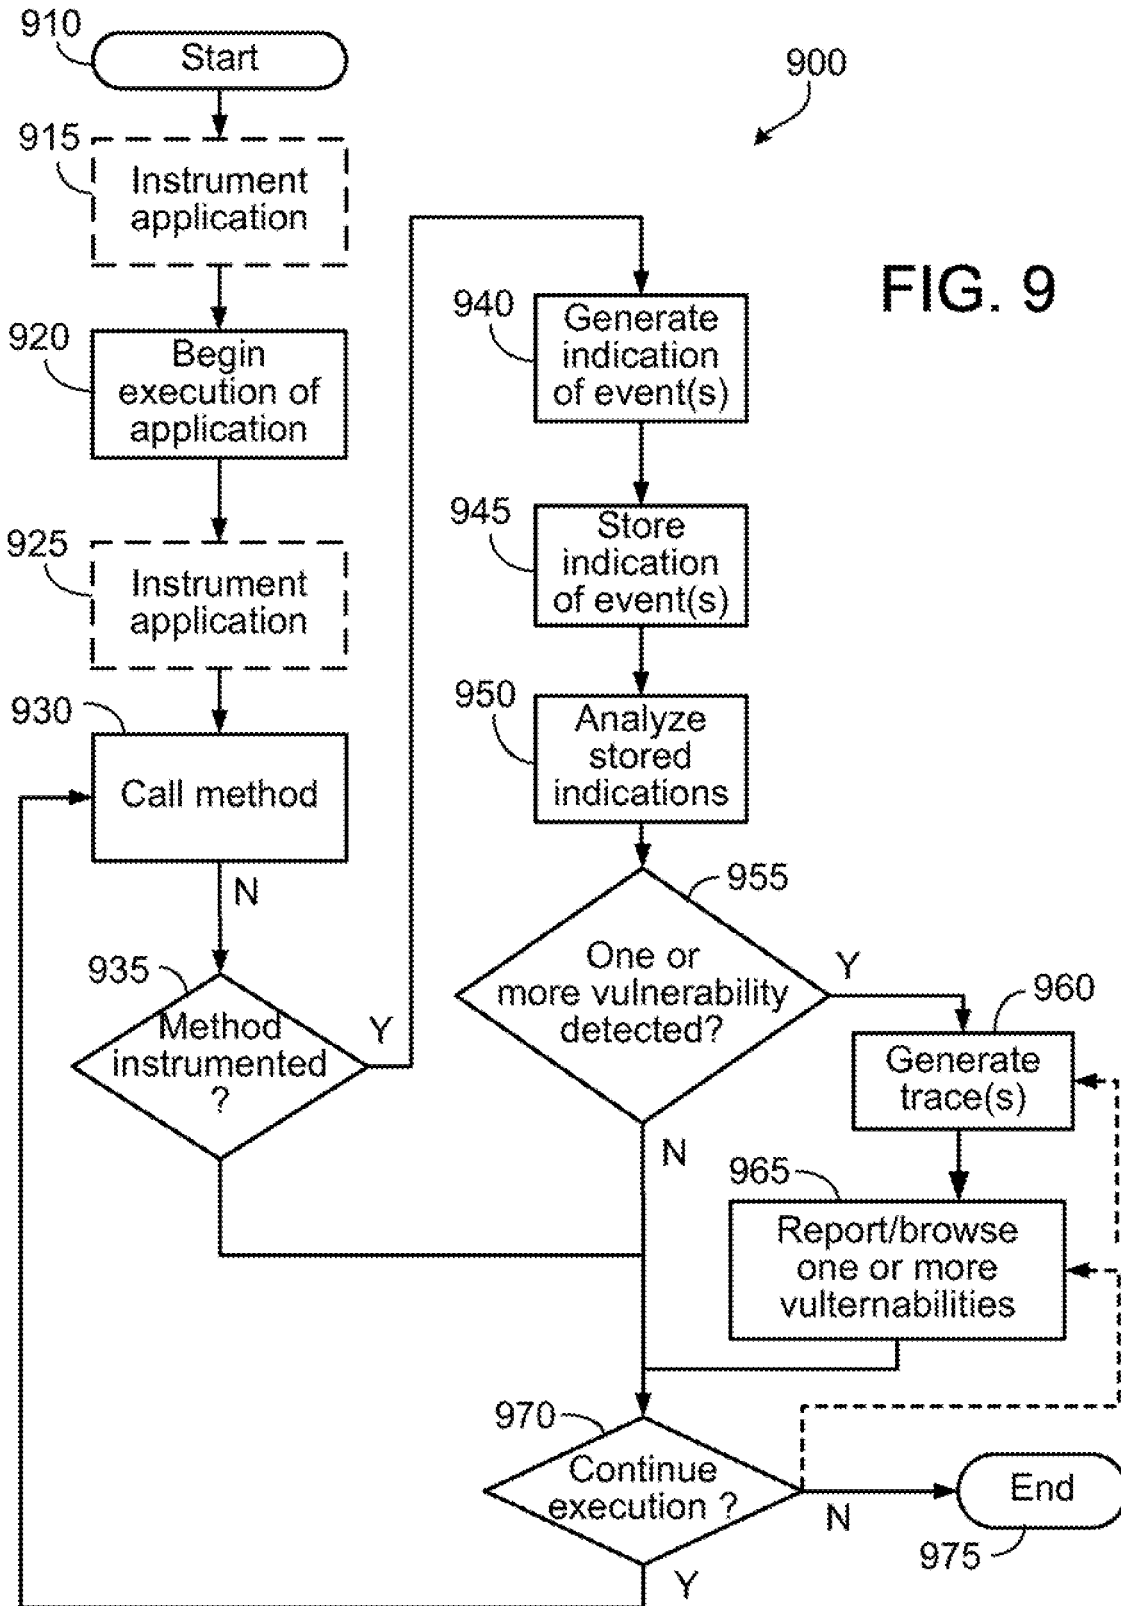 910
Start
900
915
Instrument
application
FIG. 9
920
Begin
execution of
application
925
Instrument
application
930
Call method
N
935
Method
instrumented
?
Y
940
Generate
indication
of event(s)
945
Store
indication
of event(s)
950
Analyze
stored
indications
955
One or
more vulnerability
detected?
Y
N
960
Generate
trace(s)
965
Report/browse
one or more
vulternabilities
970
Continue
execution ?
N
Y
End
975